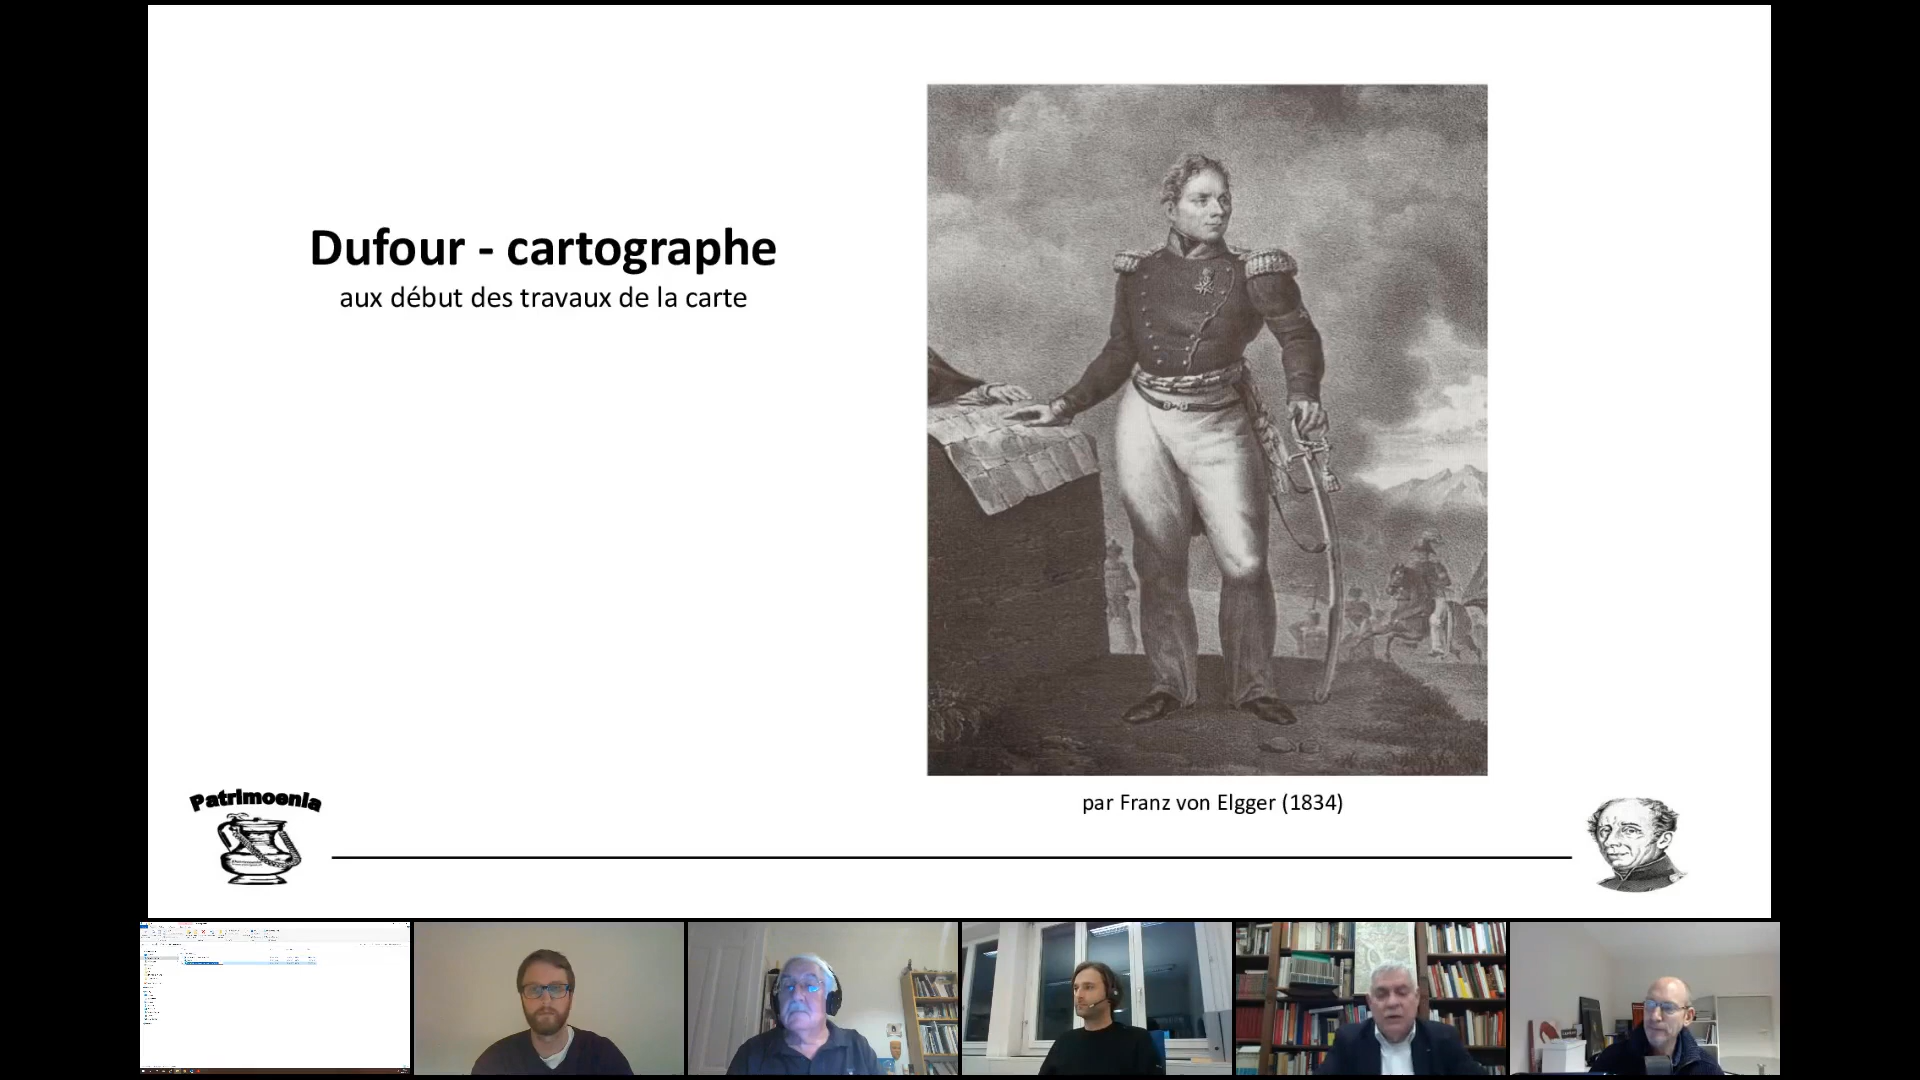 Dufour - cartographe
aux début des travaux de la carte
par Franz von Elgger (1834)
Patrimoenia